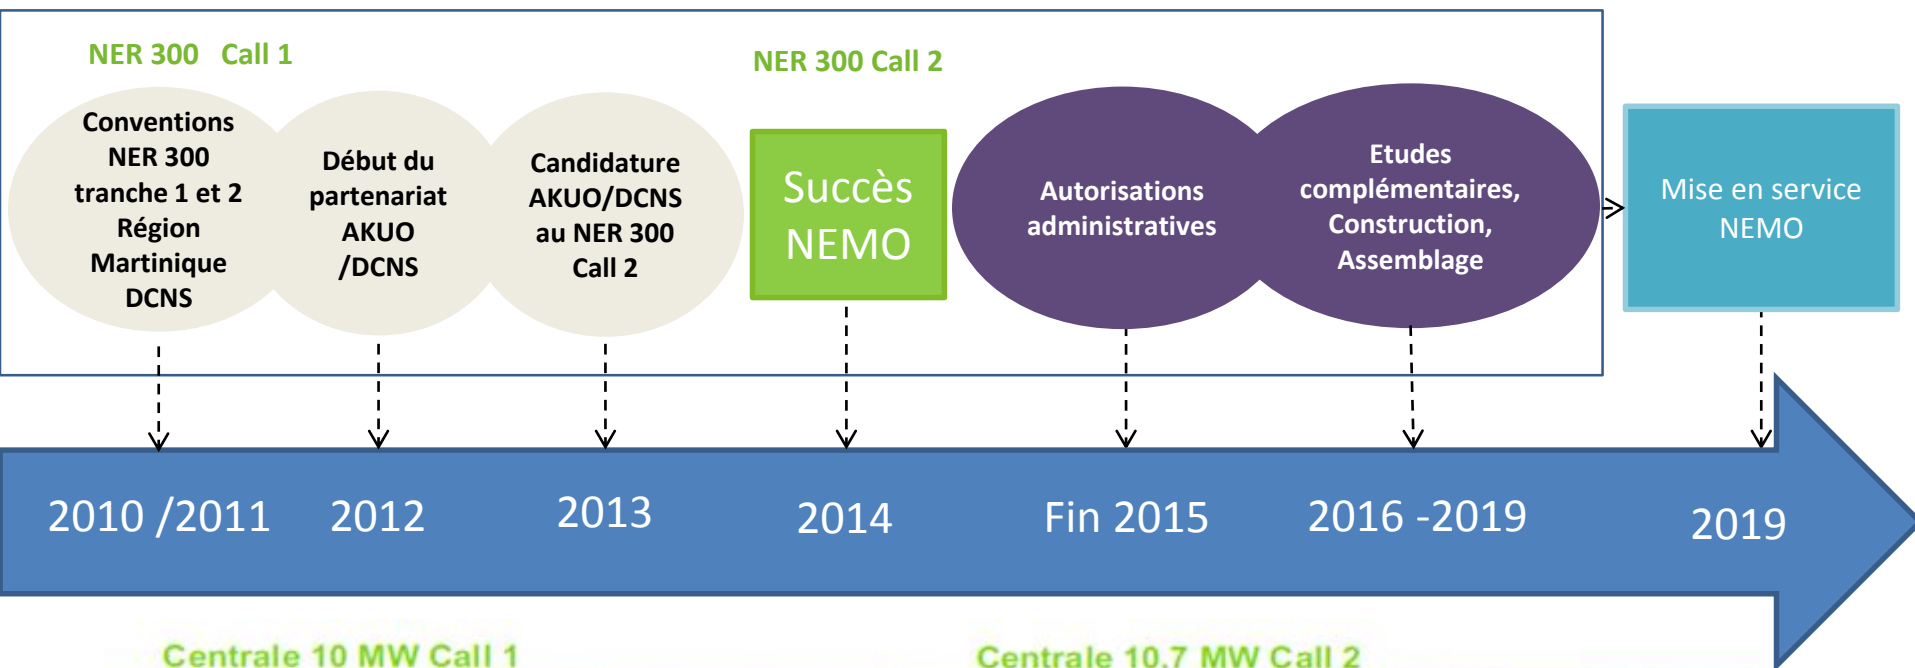 NER 300 Call 1
NER 300 Call 2
Conventions
NER 300
tranche 1 et 2
Région
Martinique
DCNS
Début du
partenariat
AKUO
/DCNS
Candidature
AKUO/DCNS
au NER 300
Call 2
Succès
NEMO
Autorisations
administratives
Etudes
complémentaires,
Construction,
Assemblage
Mise en service
NEMO
2010 /2011
2012
2013
2014
Fin 2015
2016 -2019
2019
Centrale 10 MW Call 1
Centrale 10.7 MW Call 2